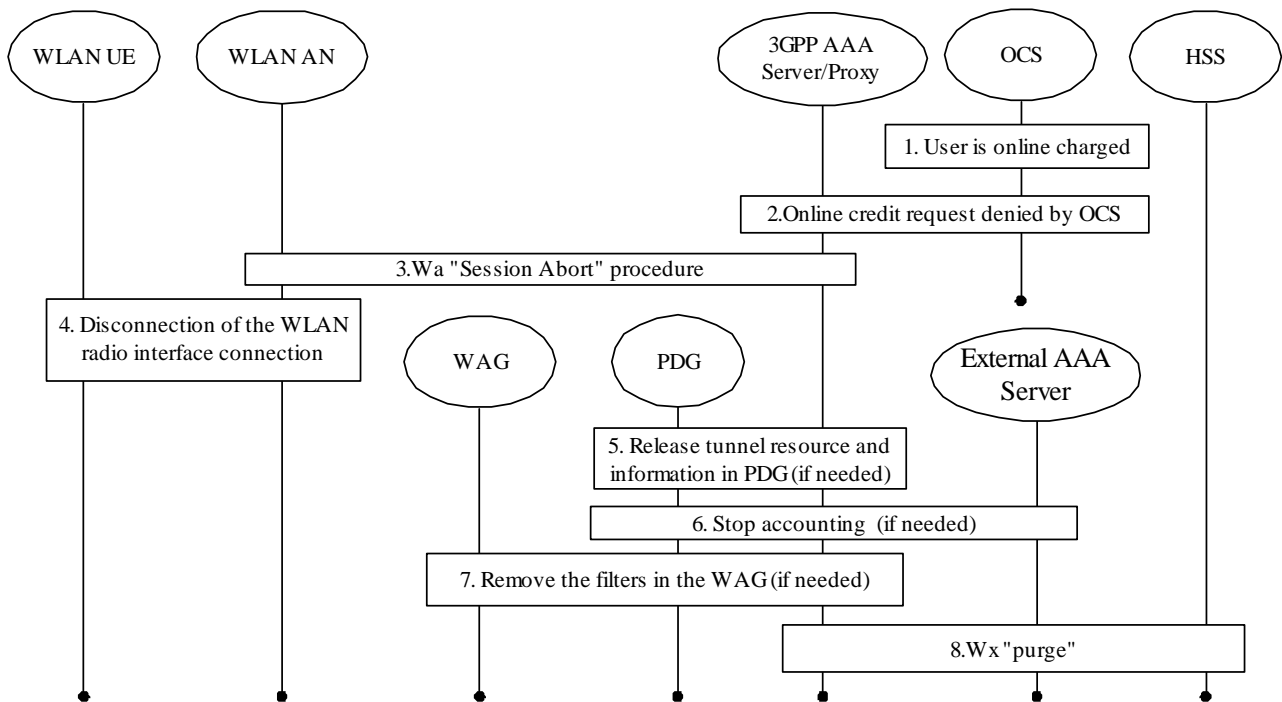 WLAN UE
WLAN AN
3GPP AAA
Server/Proxy
OCS
HSS
1. User is online charged
2.Online credit request denied by OCS
3.Wa "Session Abort" procedure
4. Disconnection of the WLAN
radio interface connection
WAG
PDG
External AAA
Server
5. Release tunnel resource and
information in PDG(if needed)
6. Stop accounting (if needed)
7. Remove the filters in the WAG(if needed)
8.Wx "purge"